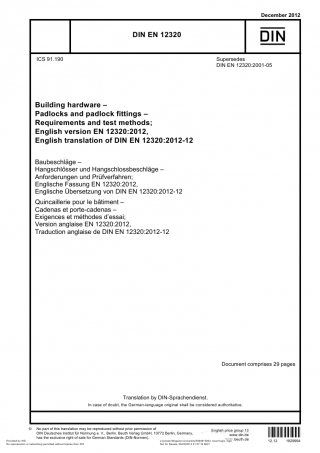 December 2012
DIN EN 12320
DIN
ICS 91.190
Supersedes
DIN EN 12320:2001-05
Building hardware –
Padlocks and padlock fittings –
Requirements and test methods;
English version EN 12320:2012,
English translation of DIN EN 12320:2012-12
Baubeschläge –
Hangschlösser und Hangschlossbeschläge –
Anforderungen und Prüfverfahren;
Englische Fassung EN 12320:2012,
Englische Übersetzung von DIN EN 12320:2012-12
Quincaillerie pour le bâtiment –
Cadenas et porte-cadenas –
Exigences et méthodes d'essai;
Version anglaise EN 12320:2012,
Traduction anglaise de DIN EN 12320:2012-12
Document comprises 29 pages
Translation by DIN-Sprachendienst.
In case of doubt, the German-language original shall be considered authoritative.
No part of this translation may be reproduced without prior permission of
DIN Deutsches Institut für Normung e. V., Berlin. Beuth Verlag GmbH, 10772 Berlin, Germany,
has the exclusive right of sale for German Standards (DIN-Normen).
English price group 13
www.din.de
www.beuth.de